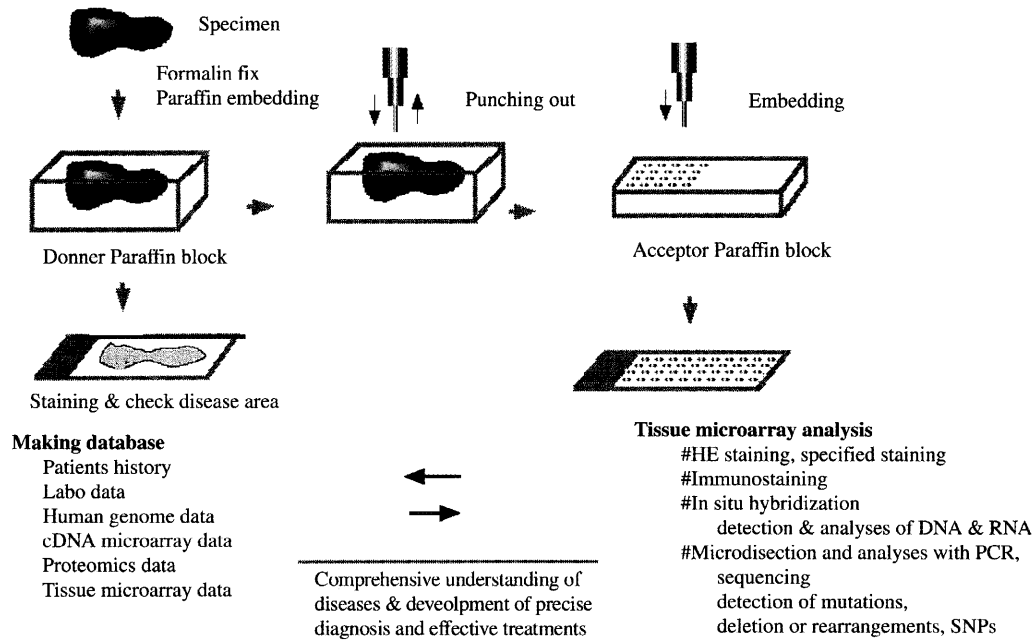 Specimen
Formalin fix
Paraffin embedding
Punching out
Embedding
Donner Paraffin block
Acceptor Paraffin block
Staining & check disease area
Making database
Patients history
Labo data
Human genome data
cDNA microarray data
Proteomics data
Tissue microarray data
Comprehensive understanding of
diseases & deveolpment of precise
diagnosis and effective treatments
Tissue microarray analysis
#HE staining, specified staining
#Immunostaining
#In situ hybridization
detection & analyses of DNA & RNA
#Microdisection and analyses with PCR,
sequencing
detection of mutations,
deletion or rearrangements, SNPs